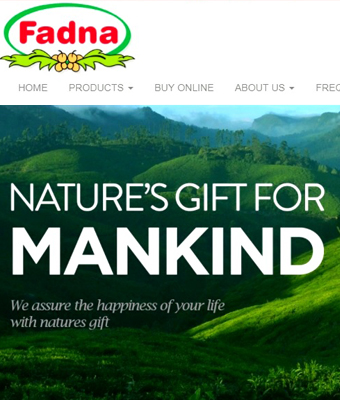 Fadna
HOME PRODUCTS BUY ONLINE ABOUT US FREQ
NATURE'S GIFT FOR
MANKIND
We assure the happiness of your life
with natures gift